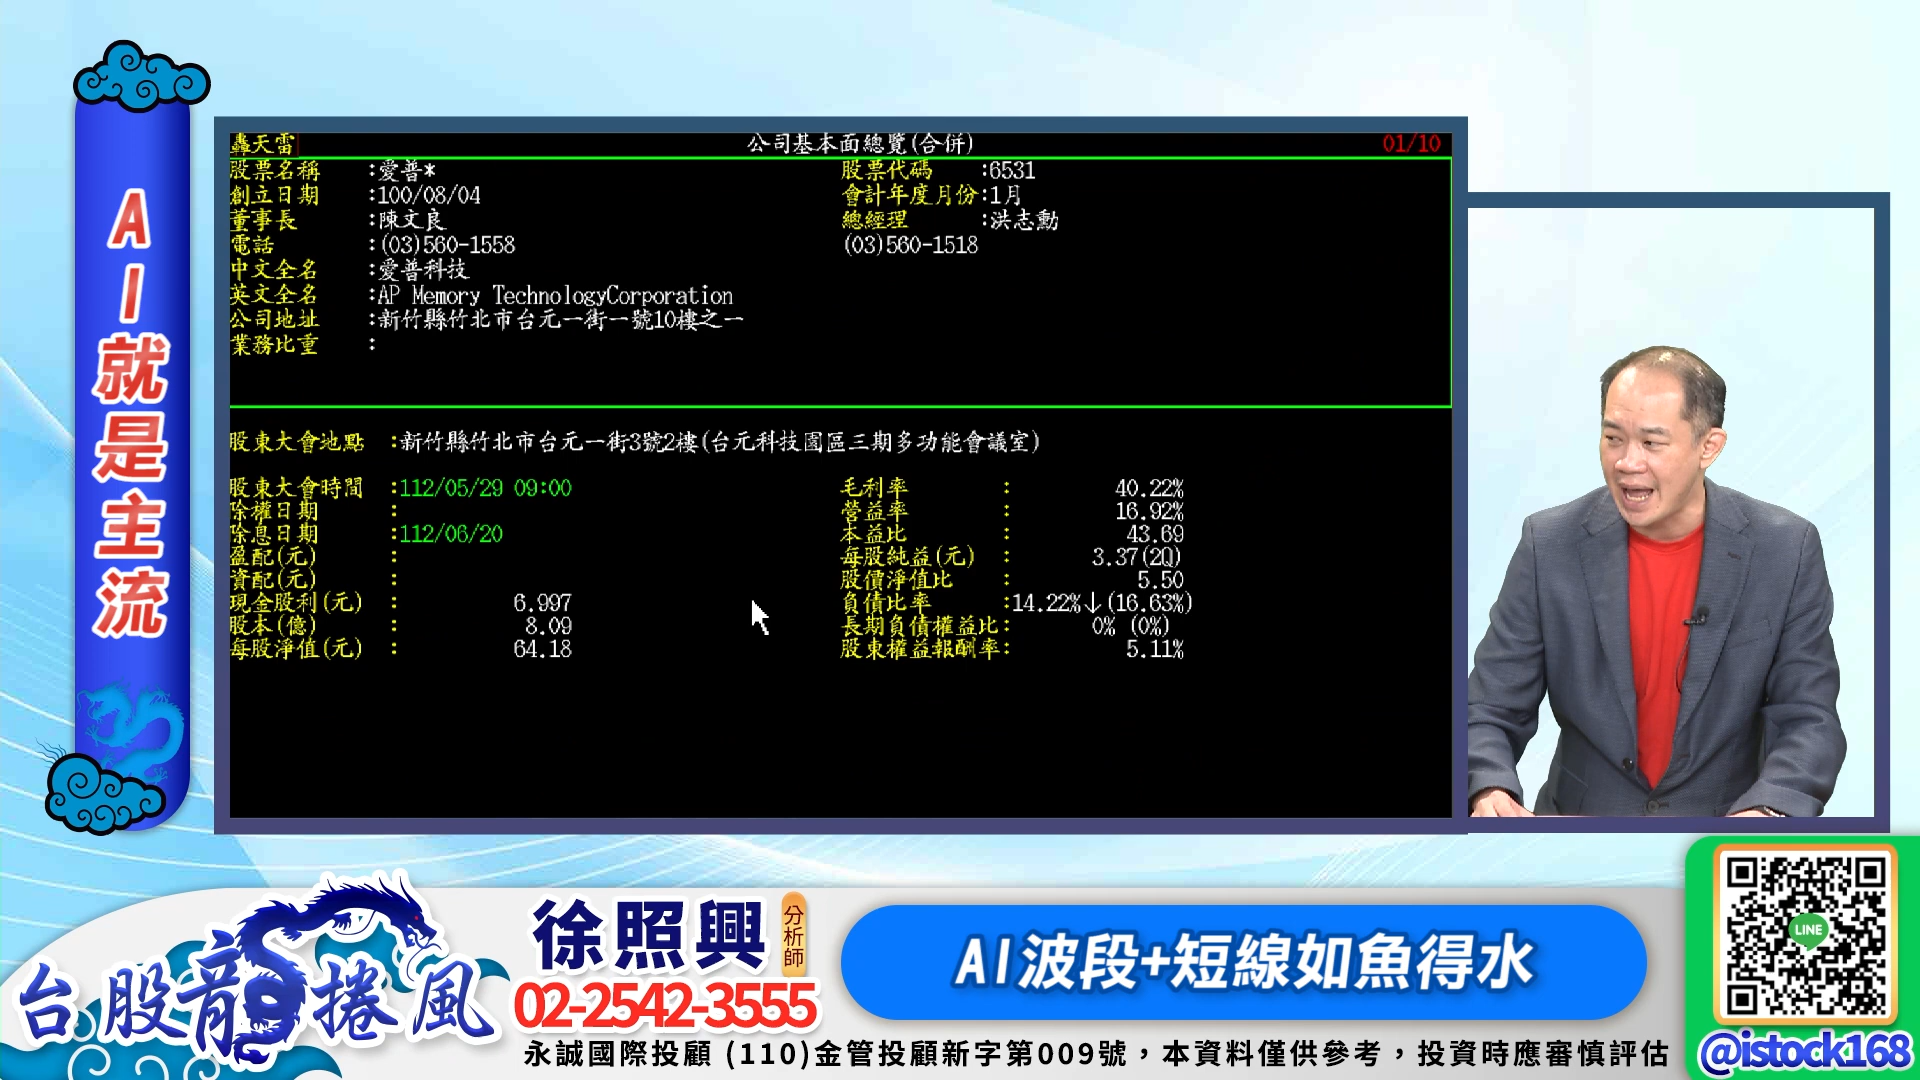 AI就是主流
轟天雷 公司基本面總覽(合併) 01/10
股票名稱 :愛普* 股票代碼 :6531
創立日期 :100/08/04 會計年度月份:1月
董事長 :陳文良 總經理 :洪志勳
電話 :(03)560-1558 (03)560-1518
中文全名 :愛普科技
英文全名 :AP Memory TechnologyCorporation
公司地址 :新竹縣竹北市台元一街一號10樓之一
業務比重 :
股東大會地點 :新竹縣竹北市台元一街3號2樓(台元科技園區三期多功能會議室)
股東大會時間 :112/05/29 09:00 毛利率 : 40.22%
除權日期 : 營益率 : 16.92%
除息日期 :112/06/20 本益比 : 43.69
盈配(元) : 每股純益(元) : 3.37(2Q)
資配(元) : 股價淨值比 : 5.50
現金股利(元) : 6.997 負債比率 :14.22%↓(16.63%)
股本(億) : 8.09 長期負債權益比: 0% (0%)
每股淨值(元) : 64.18 股東權益報酬率: 5.11%
台股龍捲風
徐照興 分析師
02-2542-3555
AI波段+短線如魚得水
LINE
永誠國際投顧 (110)金管投顧新字第009號，本資料僅供參考，投資時應審慎評估
@istock168